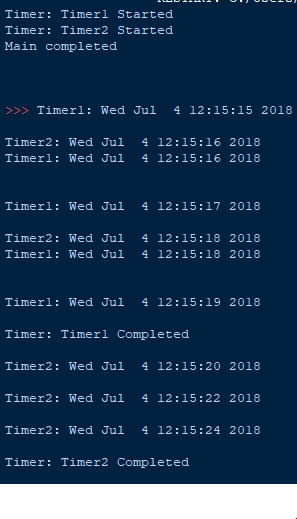 Timer: Timer1 Started
Timer: Timer2 Started
Main completed
>>> Timer1: Wed Jul  4 12:15:15 2018
Timer2: Wed Jul  4 12:15:16 2018
Timer1: Wed Jul  4 12:15:16 2018
Timer1: Wed Jul  4 12:15:17 2018
Timer2: Wed Jul  4 12:15:18 2018
Timer1: Wed Jul  4 12:15:18 2018
Timer1: Wed Jul  4 12:15:19 2018
Timer: Timer1 Completed
Timer2: Wed Jul  4 12:15:20 2018
Timer2: Wed Jul  4 12:15:22 2018
Timer2: Wed Jul  4 12:15:24 2018
Timer: Timer2 Completed